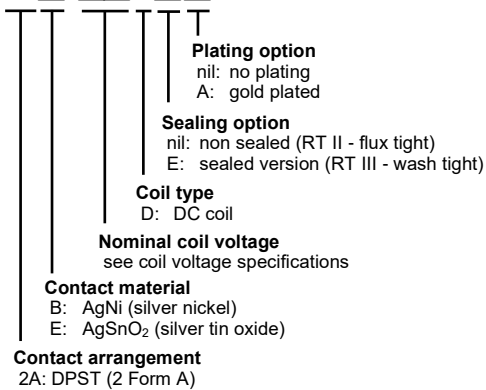 Plating option
nil: no plating
A: gold plated
Sealing option
nil: non sealed (RT II - flux tight)
E: sealed version (RT III - wash tight)
Coil type
D: DC coil
Nominal coil voltage
see coil voltage specifications
Contact material
B: AgNi (silver nickel)
E: AgSnO₂ (silver tin oxide)
Contact arrangement
2A: DPST (2 Form A)